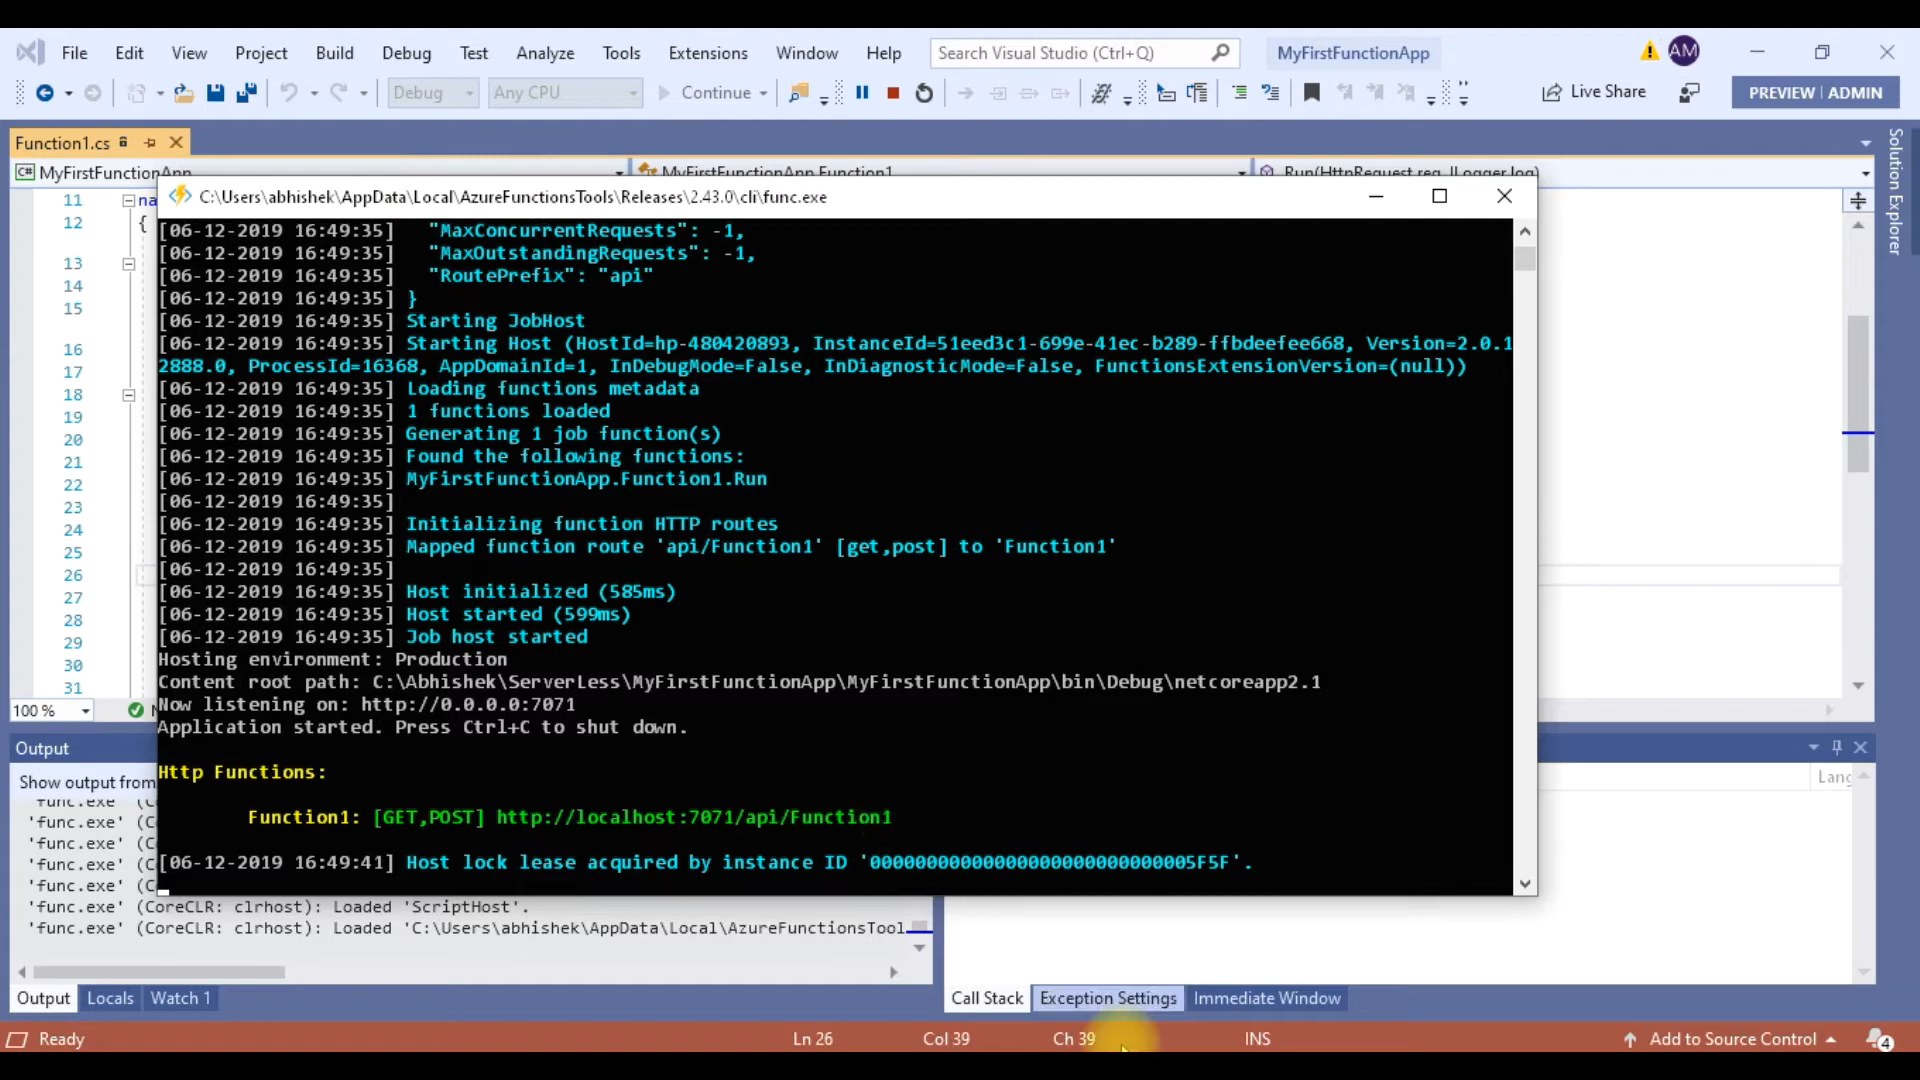 File Edit View Project Build Debug Test Analyze Tools Extensions Window Help Search Visual Studio (Ctrl+Q) MyFirstFunctionApp AM
Debug Any CPU Continue Live Share PREVIEW | ADMIN
Function1.cs
C# MyFirstFunctionApp MyFirstFunctionApp.Function1 Run(HttpRequest req, ILogger log)
Solution Explorer
C:\Users\abhishek\AppData\Local\AzureFunctionsTools\Releases\2.43.0\cli\func.exe
11 na
12 {
13
14
15
16
17
18
19
20
21
22
23
24
25
26
27
28
29
30
31
[06-12-2019 16:49:35]   "MaxConcurrentRequests": -1,
[06-12-2019 16:49:35]   "MaxOutstandingRequests": -1,
[06-12-2019 16:49:35]   "RoutePrefix": "api"
[06-12-2019 16:49:35] }
[06-12-2019 16:49:35] Starting JobHost
[06-12-2019 16:49:35] Starting Host (HostId=hp-480420893, InstanceId=51eed3c1-699e-41ec-b289-ffbdeefee668, Version=2.0.1
2888.0, ProcessId=16368, AppDomainId=1, InDebugMode=False, InDiagnosticMode=False, FunctionsExtensionVersion=(null))
[06-12-2019 16:49:35] Loading functions metadata
[06-12-2019 16:49:35] 1 functions loaded
[06-12-2019 16:49:35] Generating 1 job function(s)
[06-12-2019 16:49:35] Found the following functions:
[06-12-2019 16:49:35] MyFirstFunctionApp.Function1.Run
[06-12-2019 16:49:35]
[06-12-2019 16:49:35] Initializing function HTTP routes
[06-12-2019 16:49:35] Mapped function route 'api/Function1' [get,post] to 'Function1'
[06-12-2019 16:49:35]
[06-12-2019 16:49:35] Host initialized (585ms)
[06-12-2019 16:49:35] Host started (599ms)
[06-12-2019 16:49:35] Job host started
Hosting environment: Production
Content root path: C:\Abhishek\ServerLess\MyFirstFunctionApp\MyFirstFunctionApp\bin\Debug\netcoreapp2.1
Now listening on: http://0.0.0.0:7071
Application started. Press Ctrl+C to shut down.
Http Functions:
Function1: [GET,POST] http://localhost:7071/api/Function1
[06-12-2019 16:49:41] Host lock lease acquired by instance ID '000000000000000000000000000005F5F'.
100 %
Output
Show output from
Lang
'func.exe' (C
'func.exe' (C
'func.exe' (C
'func.exe' (C
'func.exe' (C
'func.exe' (CoreCLR: clrhost): Loaded 'ScriptHost'.
'func.exe' (CoreCLR: clrhost): Loaded 'C:\Users\abhishek\AppData\Local\AzureFunctionsTool
Output Locals Watch 1 Call Stack Exception Settings Immediate Window
Ready Ln 26 Col 39 Ch 39 INS Add to Source Control 4